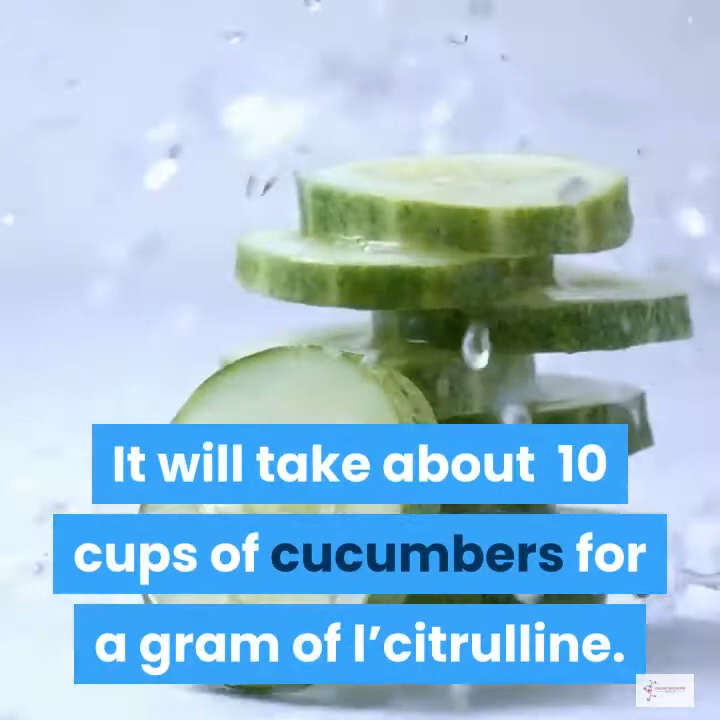 It will take about 10
cups of cucumbers for
a gram of l’citrulline.